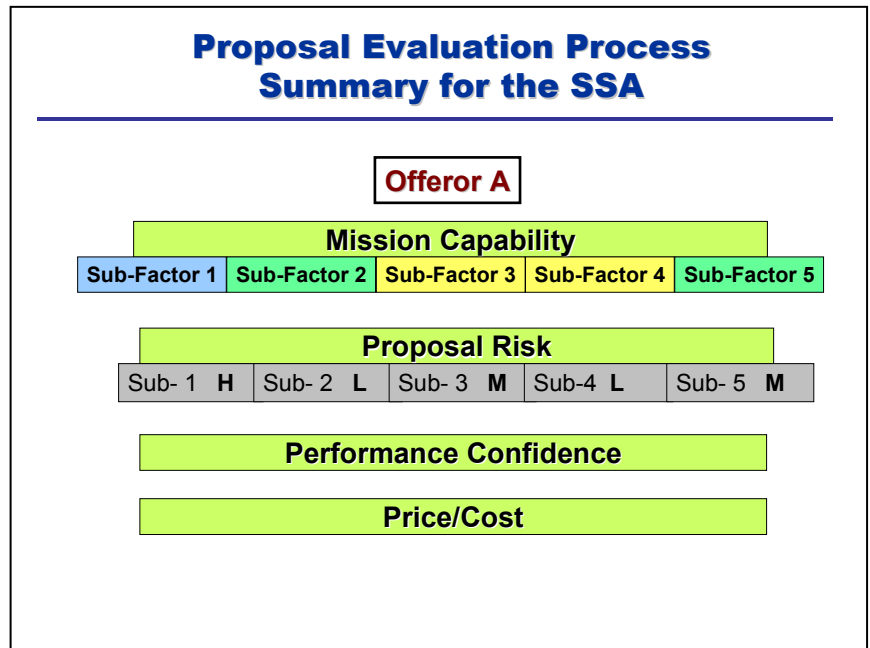 Proposal Evaluation Process
Summary for the SSA
Offeror A
Mission Capability
Sub-Factor 1 Sub-Factor 2 Sub-Factor 3 Sub-Factor 4 Sub-Factor 5
Proposal Risk
Sub- 1 H Sub- 2 L Sub- 3 M Sub-4 L Sub- 5 M
Performance Confidence
Price/Cost